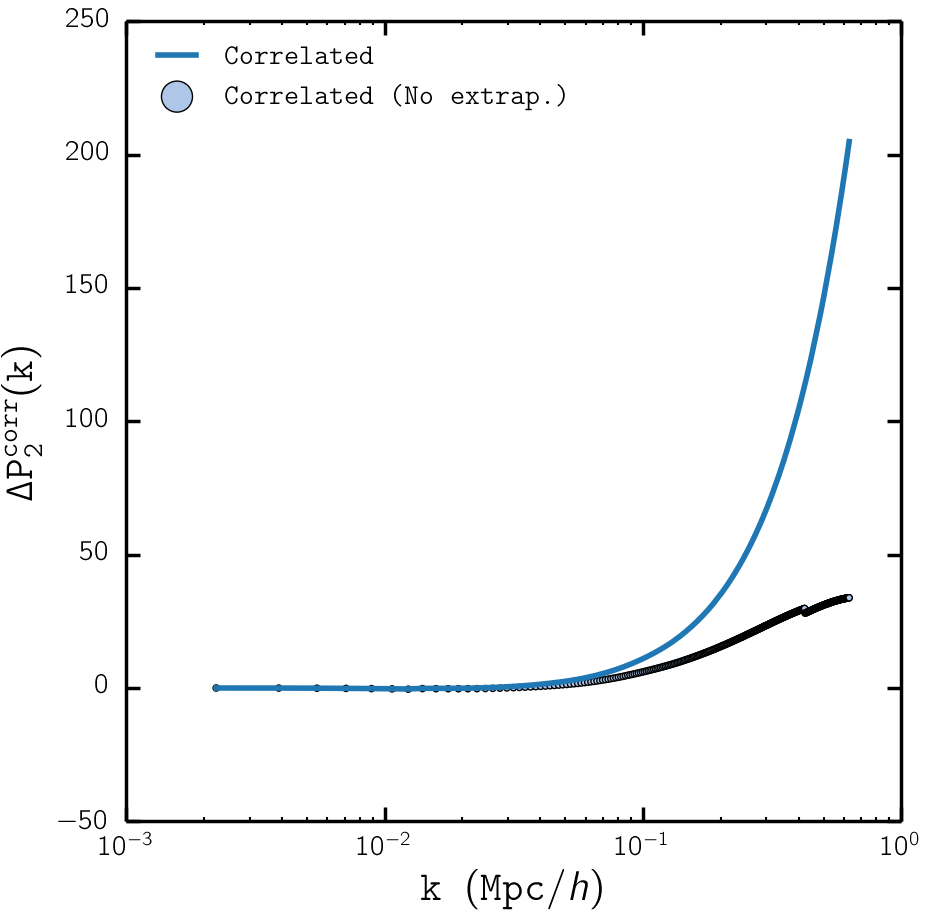 250
200
150
100
50
0
−50
Correlated
Correlated (No extrap.)
ΔP₂ᶜᵒʳʳ(k)
10⁻³
10⁻²
10⁻¹
10⁰
k (Mpc/h)